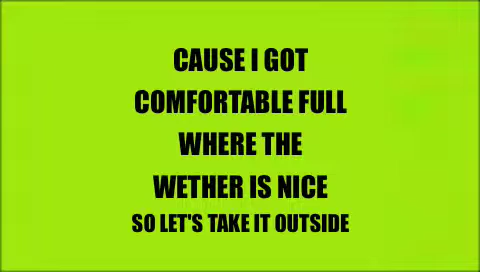 CAUSE I GOT
COMFORTABLE FULL
WHERE THE
WETHER IS NICE
SO LET'S TAKE IT OUTSIDE